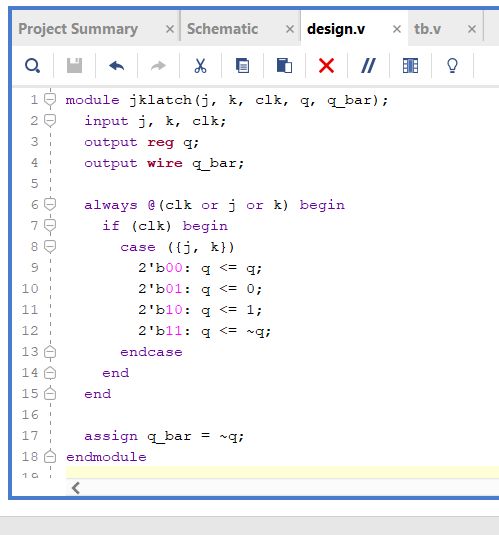 Project Summary × Schematic × design.v × tb.v ×
1 module jklatch(j, k, clk, q, q_bar);
2   input j, k, clk;
3   output reg q;
4   output wire q_bar;
5
6   always @(clk or j or k) begin
7     if (clk) begin
8       case ({j, k})
9         2'b00: q <= q;
10         2'b01: q <= 0;
11         2'b10: q <= 1;
12         2'b11: q <= ~q;
13       endcase
14     end
15   end
16
17   assign q_bar = ~q;
18 endmodule
19